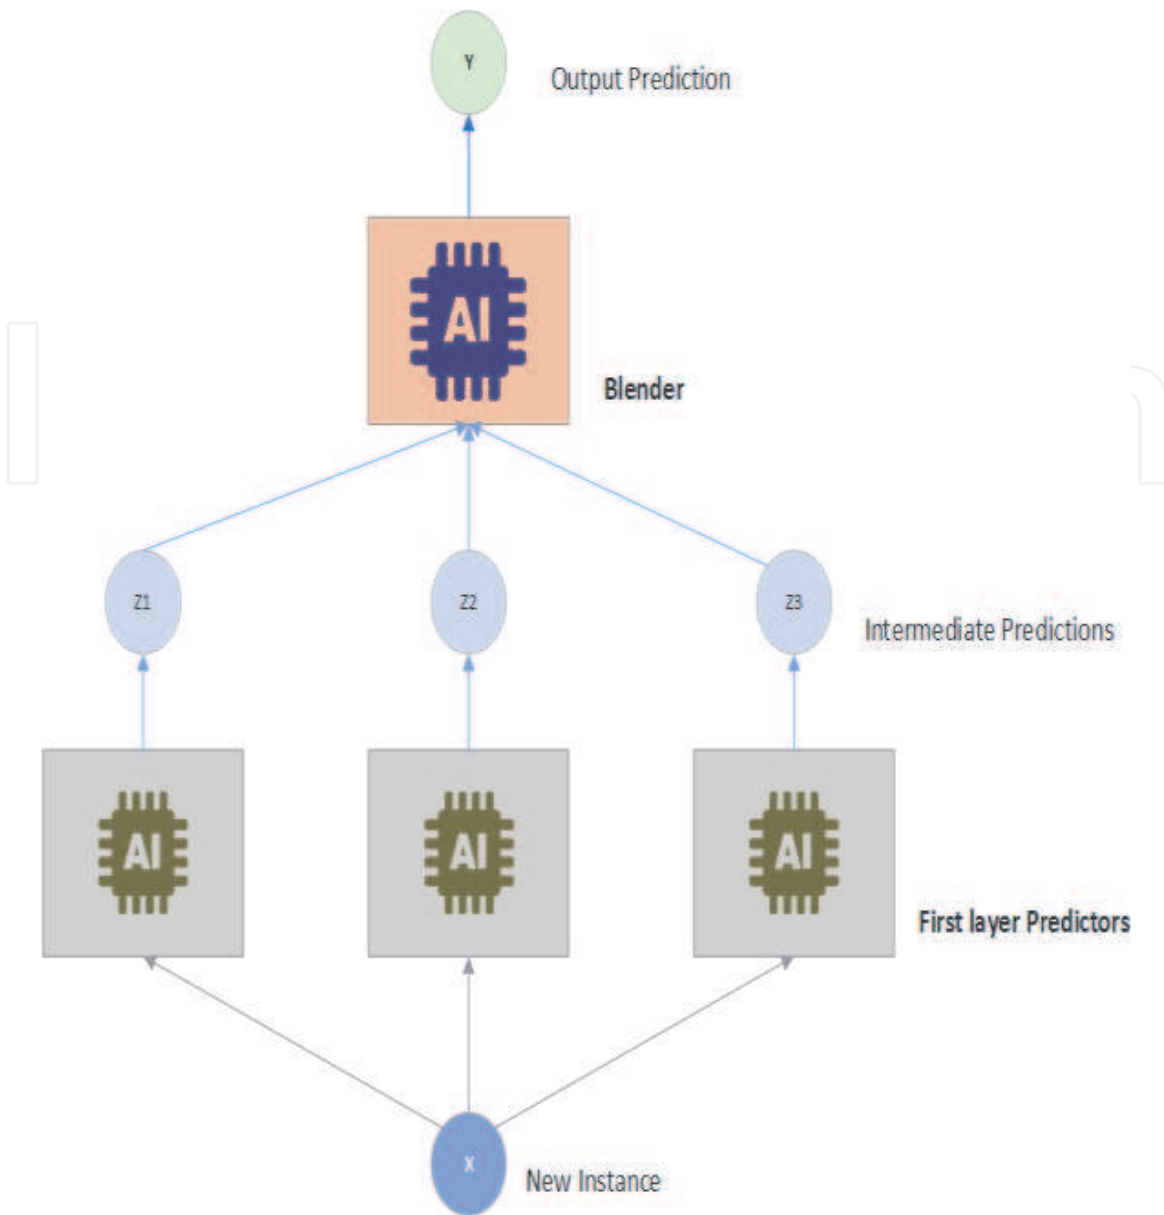 Y
Output Prediction
AI
Blender
Z1
Z2
Z3
Intermediate Predictions
AI
AI
AI
First layer Predictors
X
New Instance